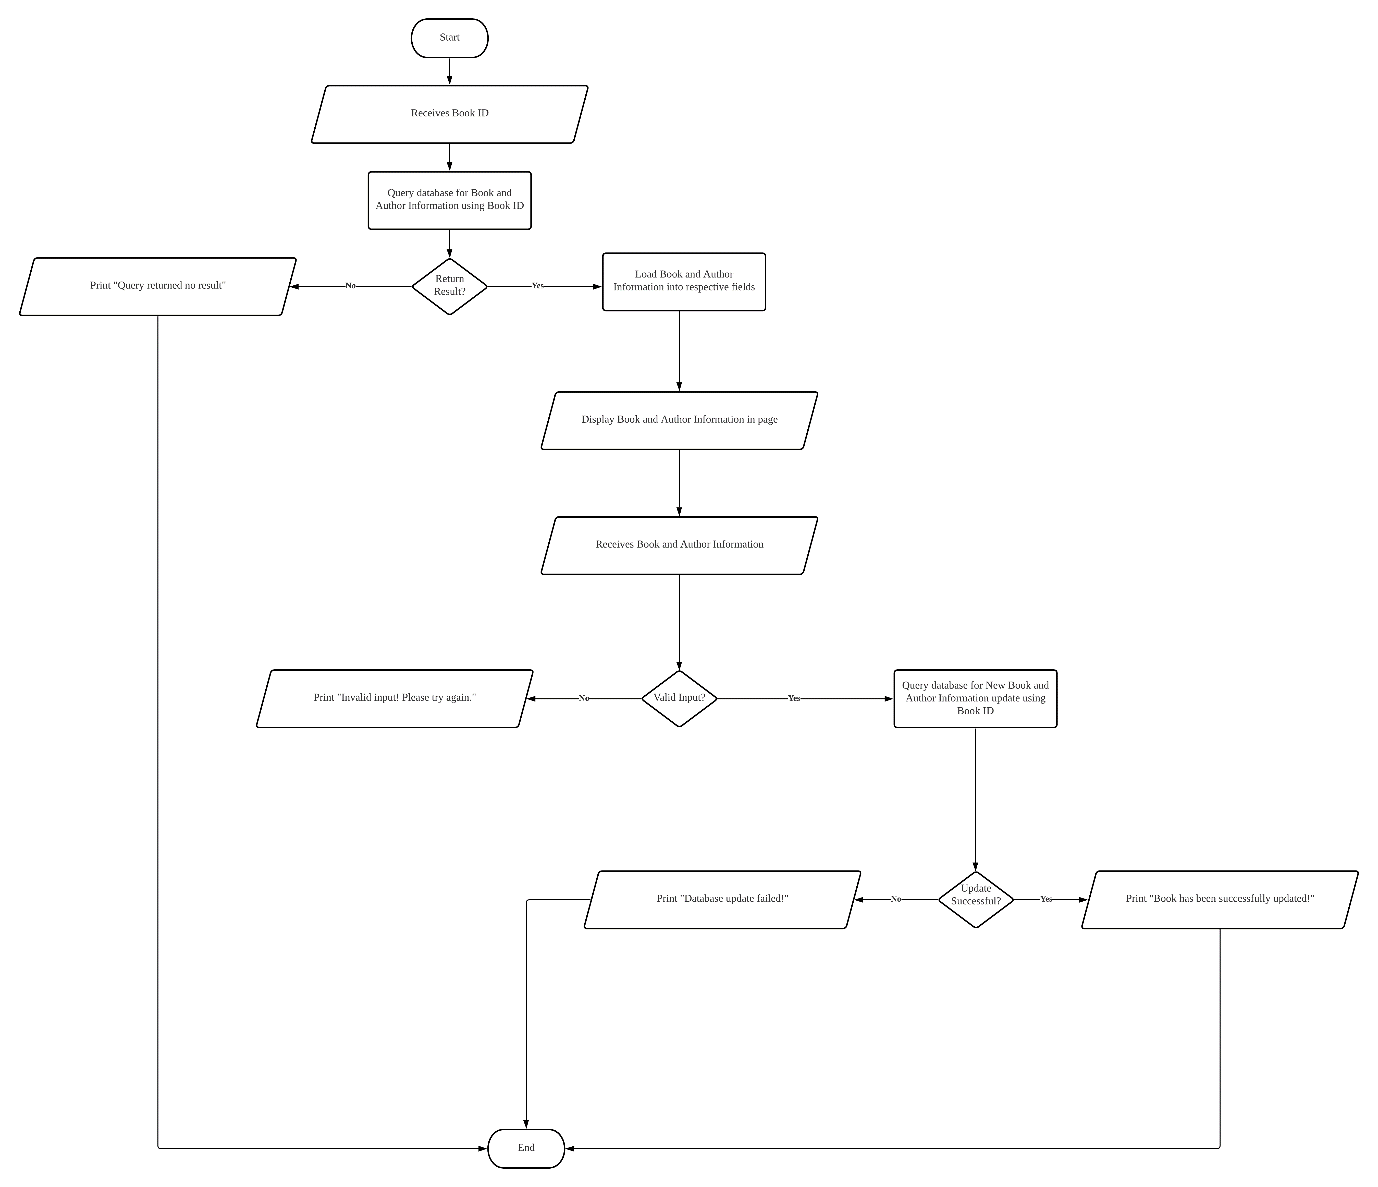 Start
Receives Book ID
Query database for Book and
Author Information using Book ID
Print "Query returned no result"
No
Return
Result?
Yes
Load Book and Author
Information into respective fields
Display Book and Author Information in page
Receives Book and Author Information
Print "Invalid input! Please try again."
No
Valid Input?
Yes
Query database for New Book and
Author Information update using
Book ID
Print "Database update failed!"
No
Update
Successful?
Yes
Print "Book has been successfully updated!"
End